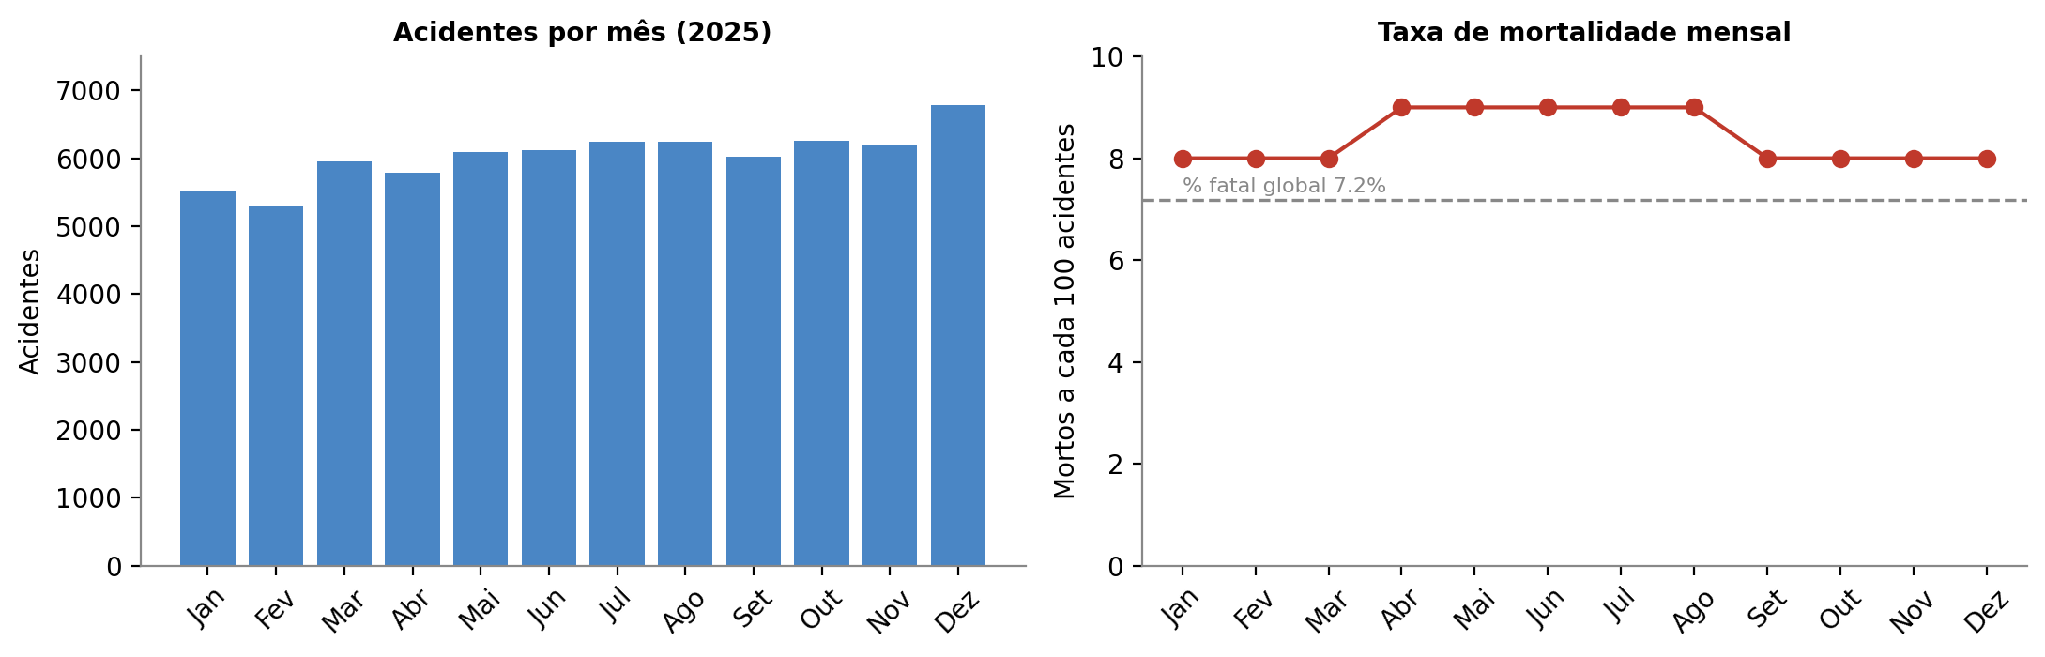 Acidentes por mês (2025)
Acidentes
7000
6000
5000
4000
3000
2000
1000
0
Jan
Fev
Mar
Abr
Mai
Jun
Jul
Ago
Set
Out
Nov
Dez
Taxa de mortalidade mensal
Mortos a cada 100 acidentes
10
8
6
4
2
0
% fatal global 7.2%
Jan
Fev
Mar
Abr
Mai
Jun
Jul
Ago
Set
Out
Nov
Dez